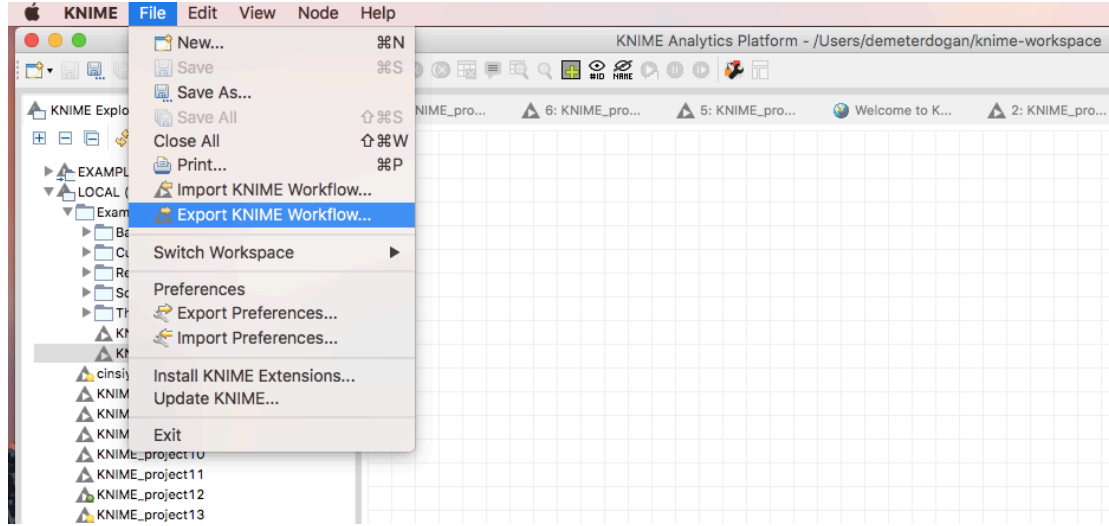 KNIME File Edit View Node Help
KNIME Analytics Platform - /Users/demeterdogan/knime-workspace
New... ⌘N
Save ⌘S
Save As...
Save All ⇧⌘S
Close All ⇧⌘W
Print... ⌘P
Import KNIME Workflow...
Export KNIME Workflow...
Switch Workspace
Preferences
Export Preferences...
Import Preferences...
Install KNIME Extensions...
Update KNIME...
Exit
#ID NAME
KNIME Explo
NIME_pro... 6: KNIME_pro... 5: KNIME_pro... Welcome to K... 2: KNIME_pro...
EXAMPL
LOCAL (
Exam
Ba
Cu
Re
Sc
Th
KN
KN
cinsiy
KNIM
KNIM
KNIM
KNIME_project10
KNIME_project11
KNIME_project12
KNIME_project13